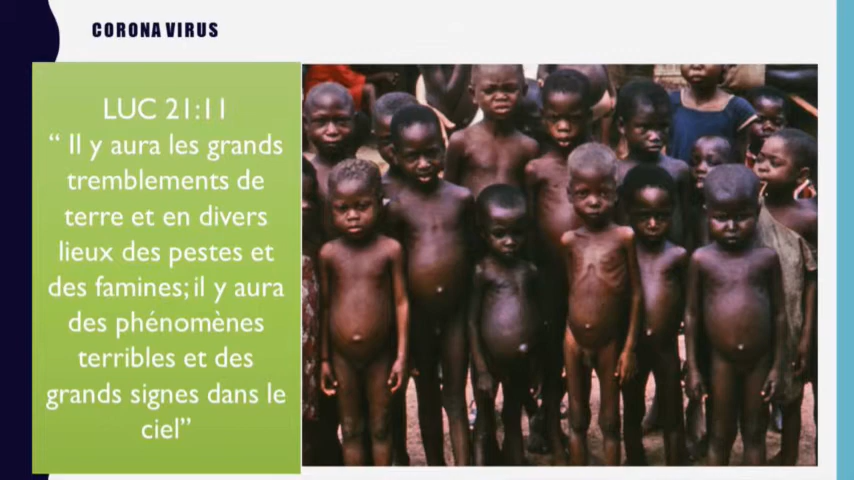 CORONA VIRUS
LUC 21:11
“ Il y aura les grands
tremblements de
terre et en divers
lieux des pestes et
des famines; il y aura
des phénomènes
terribles et des
grands signes dans le
ciel”